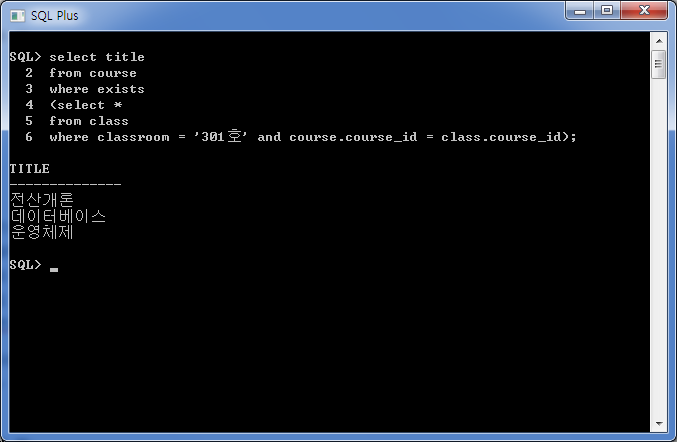 SQL Plus
SQL> select title
2 from course
3 where exists
4 (select *
5 from class
6 where classroom = '301호' and course.course_id = class.course_id);
TITLE
--------------
전산개론
데이터베이스
운영체제
SQL> _